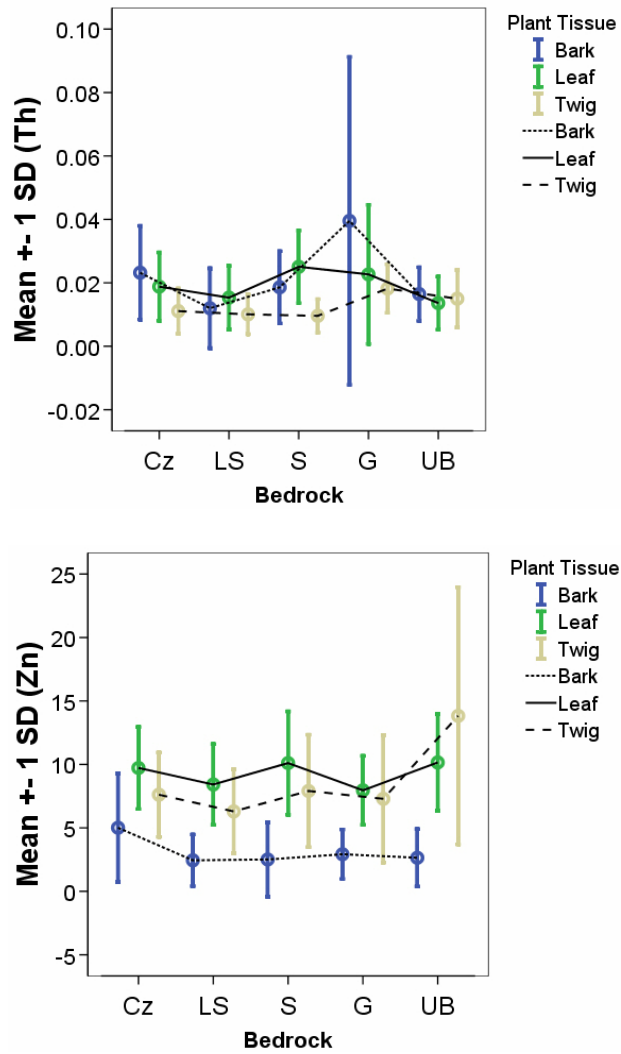 Mean +- 1 SD (Th)
0.10
0.08
0.06
0.04
0.02
0.00
-0.02
Cz LS S G UB
Bedrock
Plant Tissue
Bark
Leaf
Twig
Bark
Leaf
Twig
Mean +- 1 SD (Zn)
25
20
15
10
5
0
-5
Cz LS S G UB
Bedrock
Plant Tissue
Bark
Leaf
Twig
Bark
Leaf
Twig